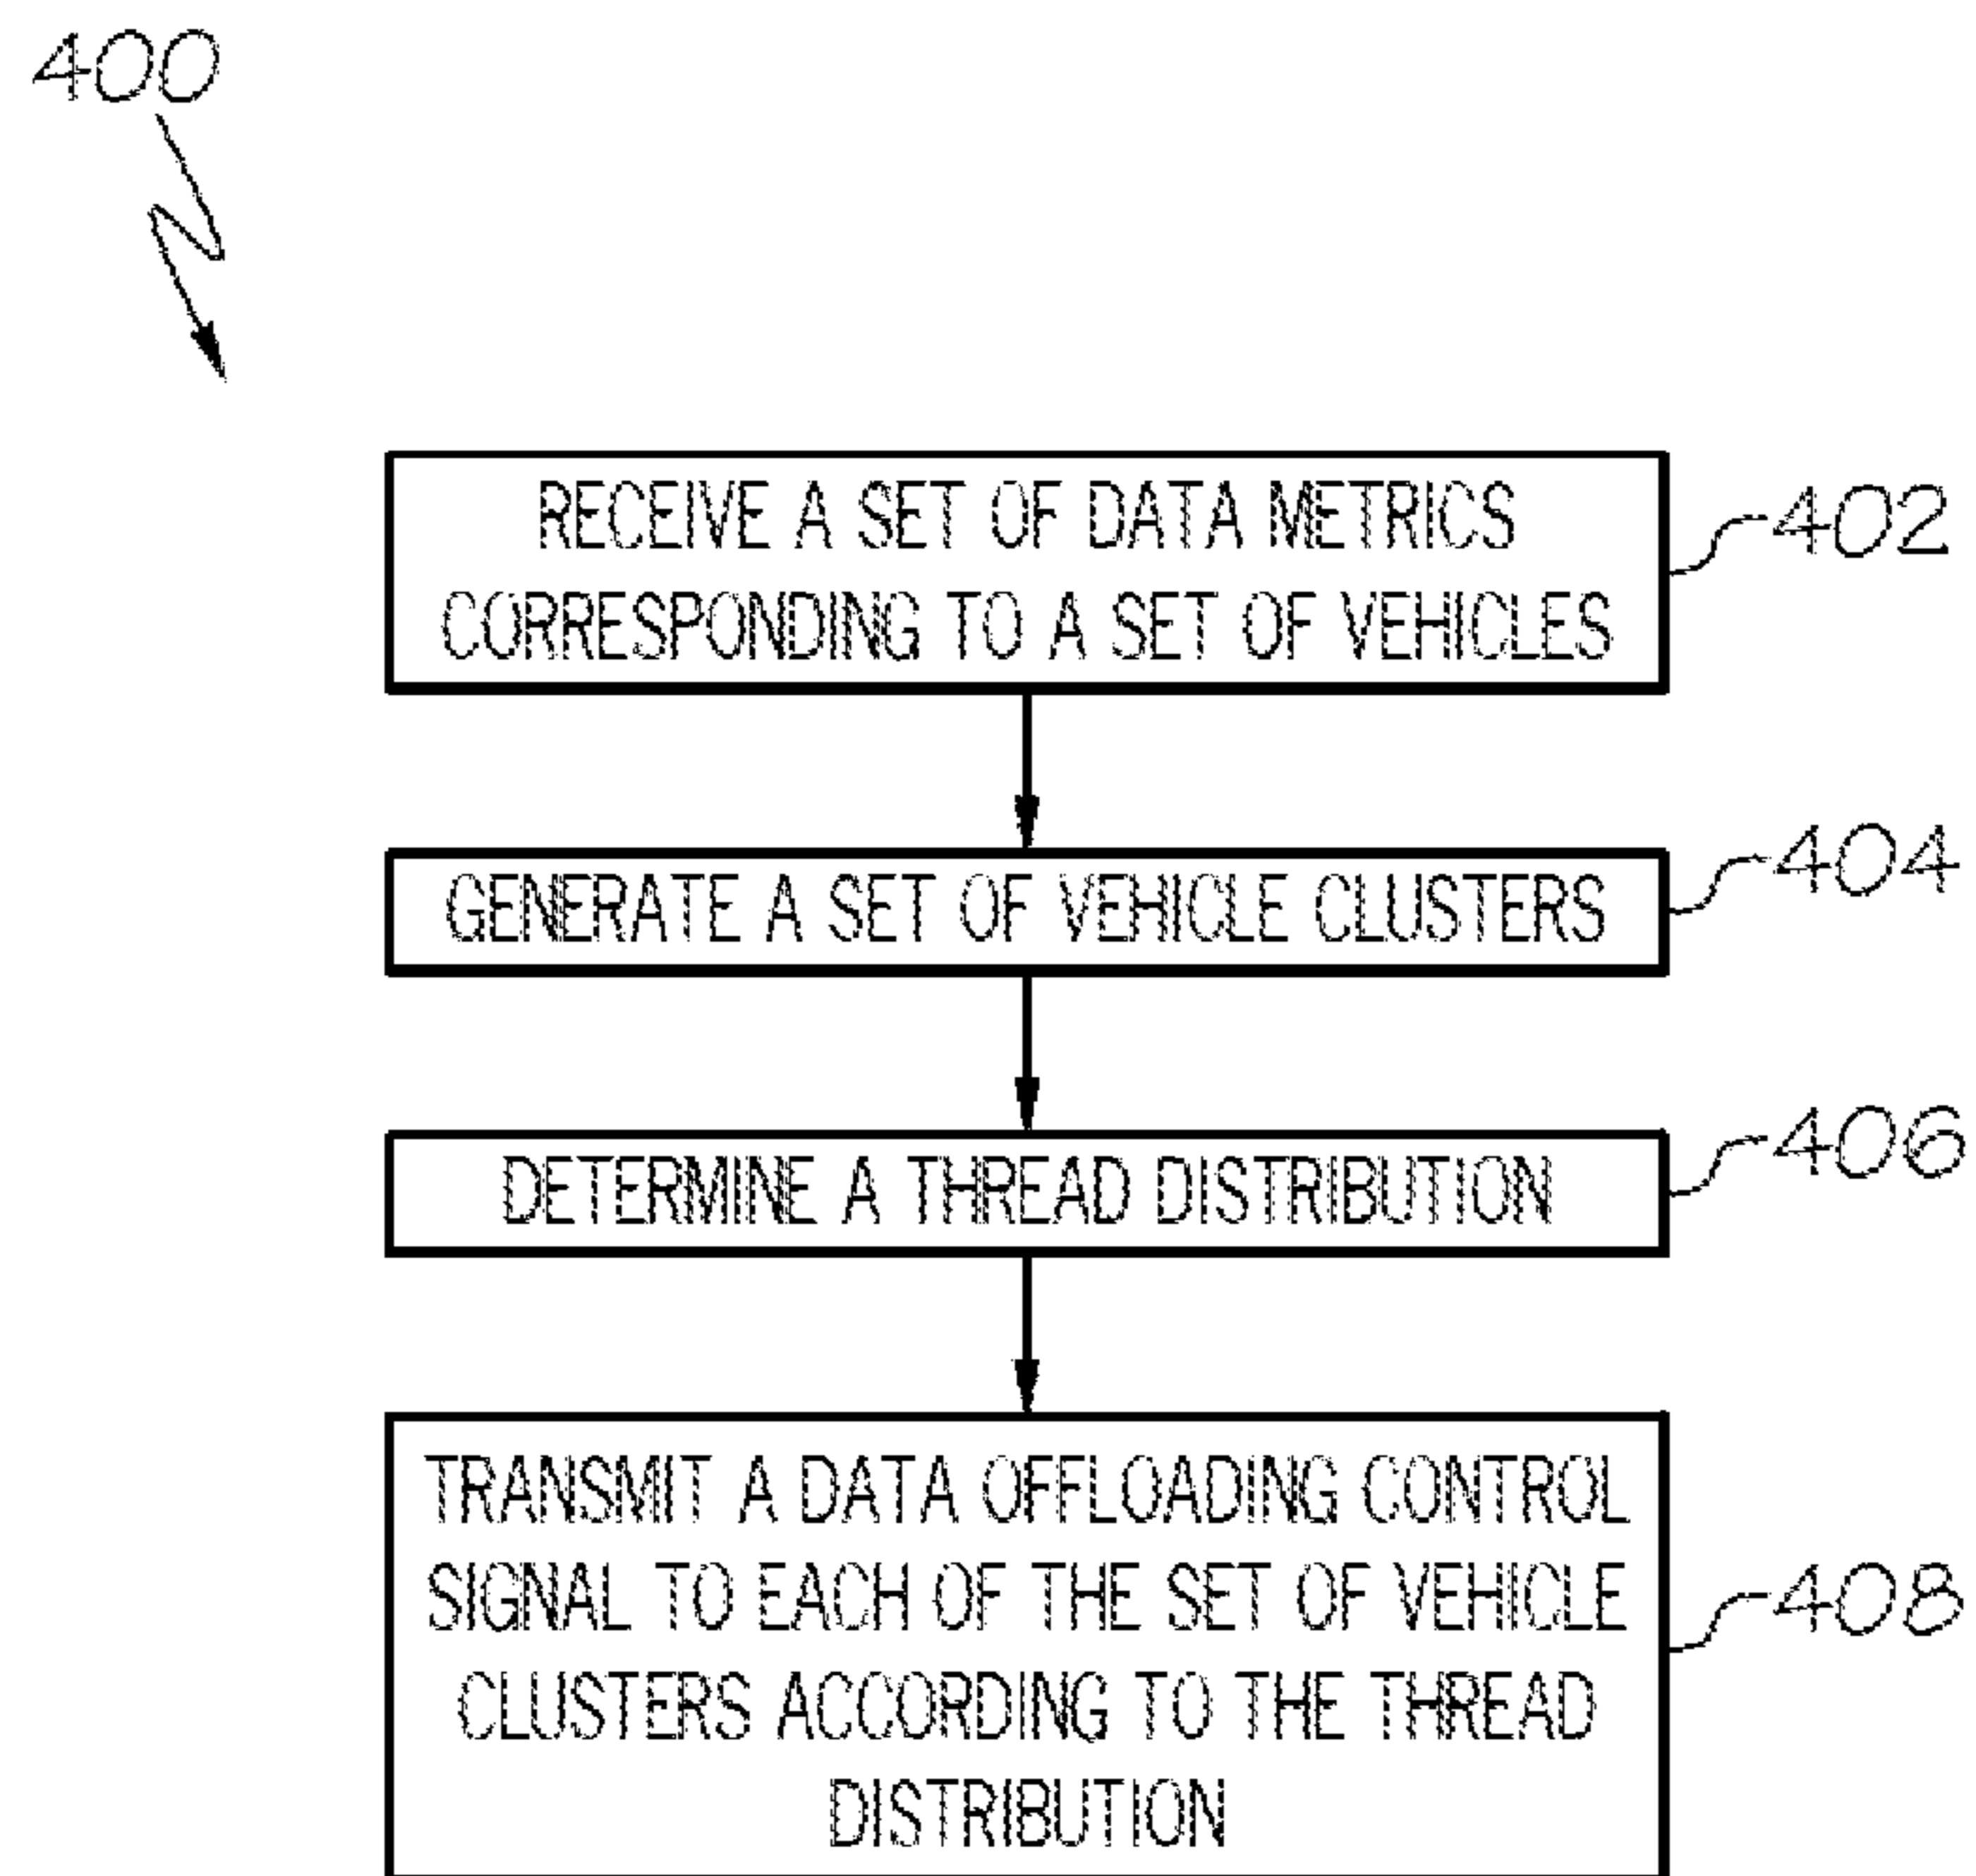 400
RECEIVE A SET OF DATA METRICS
CORRESPONDING TO A SET OF VEHICLES
402
GENERATE A SET OF VEHICLE CLUSTERS
404
DETERMINE A THREAD DISTRIBUTION
406
TRANSMIT A DATA OFFLOADING CONTROL
SIGNAL TO EACH OF THE SET OF VEHICLE
CLUSTERS ACCORDING TO THE THREAD
DISTRIBUTION
408